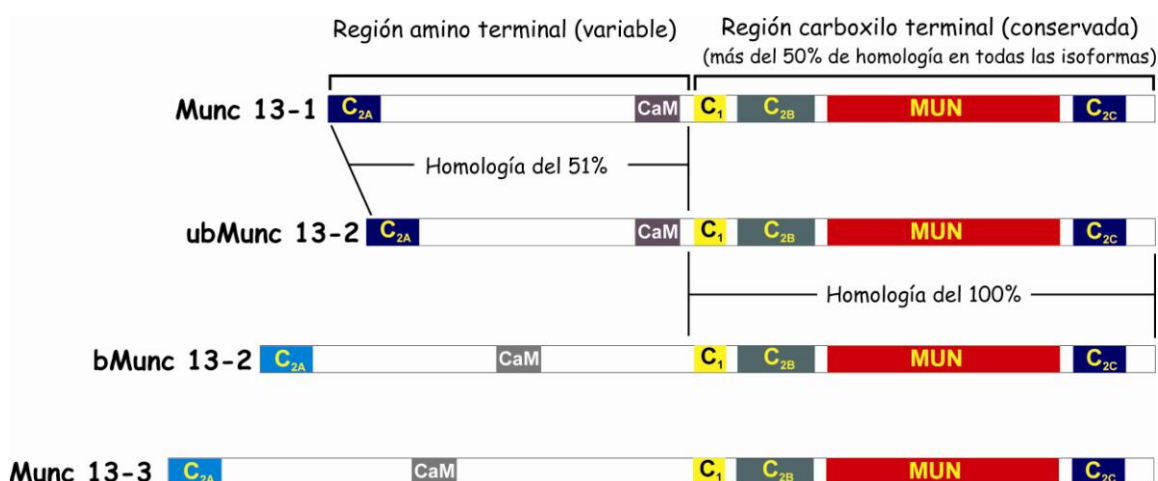 Región amino terminal (variable) Región carboxilo terminal (conservada)
(más del 50% de homología en todas las isoformas)
Munc 13-1 C2A CaM C1 C2B MUN C2C
Homología del 51%
ubMunc 13-2 C2A CaM C1 C2B MUN C2C
Homología del 100%
bMunc 13-2 C2A CaM C1 C2B MUN C2C
Munc 13-3 C2A CaM C1 C2B MUN C2C